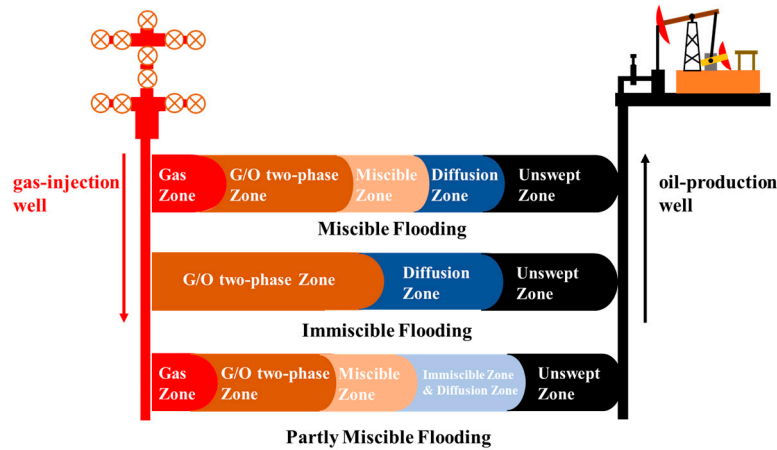 gas-injection
well
Gas
Zone
G/O two-phase
Zone
Miscible
Zone
Diffusion
Zone
Unswept
Zone
Miscible Flooding
oil-production
well
G/O two-phase Zone
Diffusion
Zone
Unswept
Zone
Immiscible Flooding
Gas
Zone
G/O two-phase
Zone
Miscible
Zone
Immiscible Zone
& Diffusion Zone
Unswept
Zone
Partly Miscible Flooding